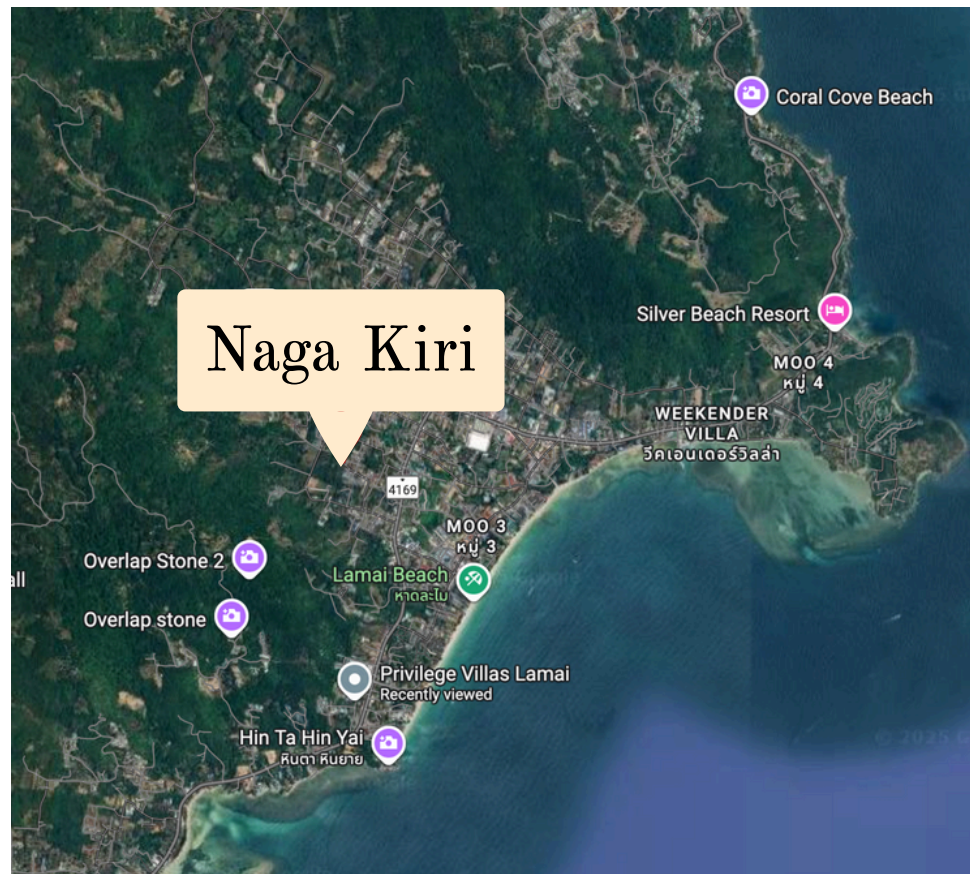 Coral Cove Beach
Silver Beach Resort
Naga Kiri
MOO 4
หมู่ 4
WEEKENDER
VILLA
วีคเอนเดอร์วิลล่า
4169
MOO 3
หมู่ 3
Overlap Stone 2
all
Lamai Beach
หาดละไม
Overlap stone
Privilege Villas Lamai
Recently viewed
Hin Ta Hin Yai
หินตา หินยาย
© 2025 G